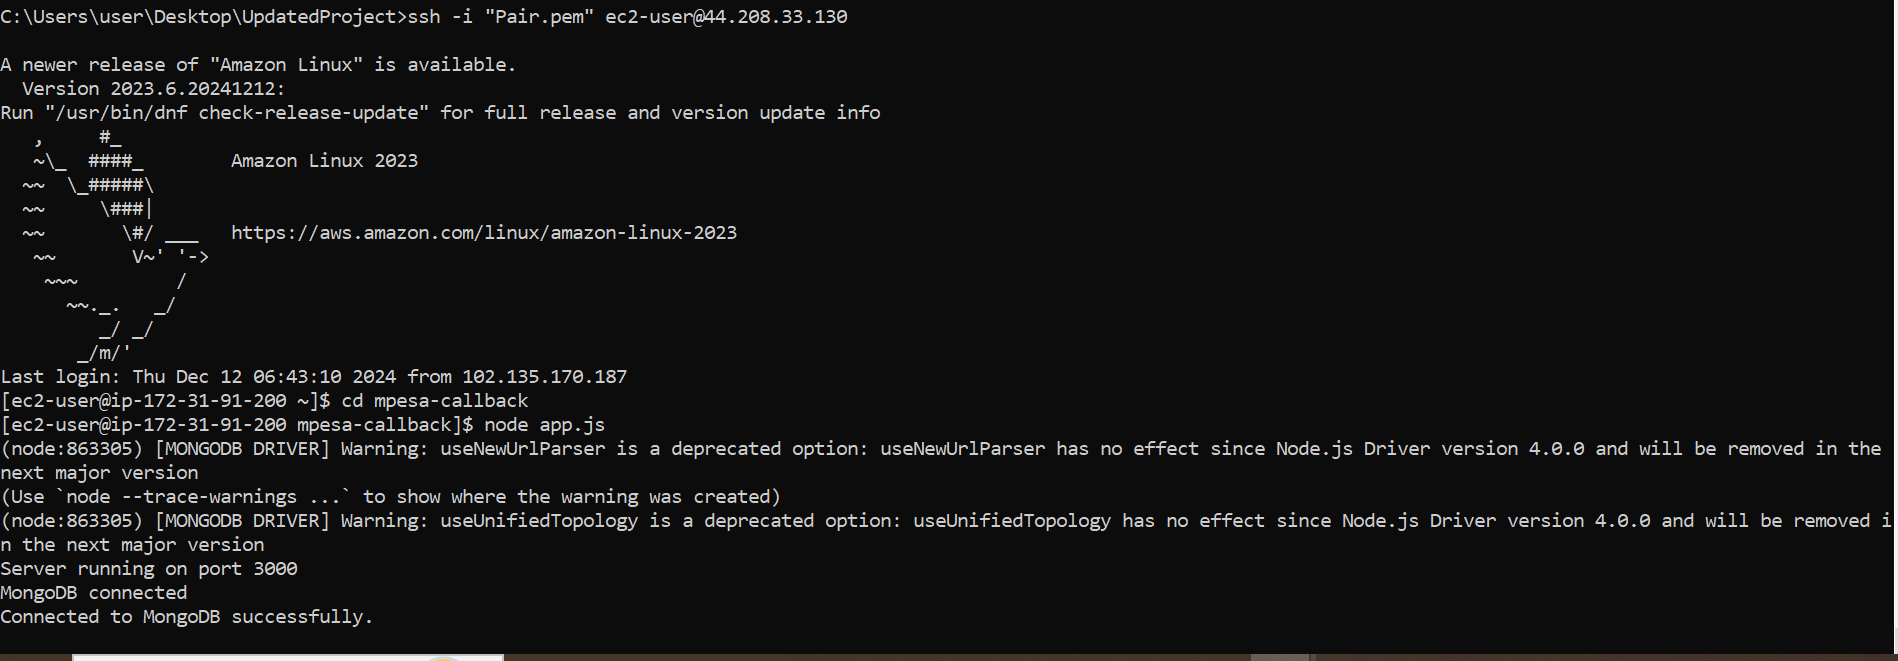 C:\Users\user\Desktop\UpdatedProject>ssh -i "Pair.pem" ec2-user@44.208.33.130
A newer release of "Amazon Linux" is available.
  Version 2023.6.20241212:
Run "/usr/bin/dnf check-release-update" for full release and version update info
   ,     #_
   ~\_  ####_        Amazon Linux 2023
  ~~  \_#####\
  ~~     \###|
  ~~       \#/ ___   https://aws.amazon.com/linux/amazon-linux-2023
   ~~       V~' '->
    ~~~         /
      ~~._.   _/
         _/ _/
       _/m/'
Last login: Thu Dec 12 06:43:10 2024 from 102.135.170.187
[ec2-user@ip-172-31-91-200 ~]$ cd mpesa-callback
[ec2-user@ip-172-31-91-200 mpesa-callback]$ node app.js
(node:863305) [MONGODB DRIVER] Warning: useNewUrlParser is a deprecated option: useNewUrlParser has no effect since Node.js Driver version 4.0.0 and will be removed in the
next major version
(Use `node --trace-warnings ...` to show where the warning was created)
(node:863305) [MONGODB DRIVER] Warning: useUnifiedTopology is a deprecated option: useUnifiedTopology has no effect since Node.js Driver version 4.0.0 and will be removed i
n the next major version
Server running on port 3000
MongoDB connected
Connected to MongoDB successfully.